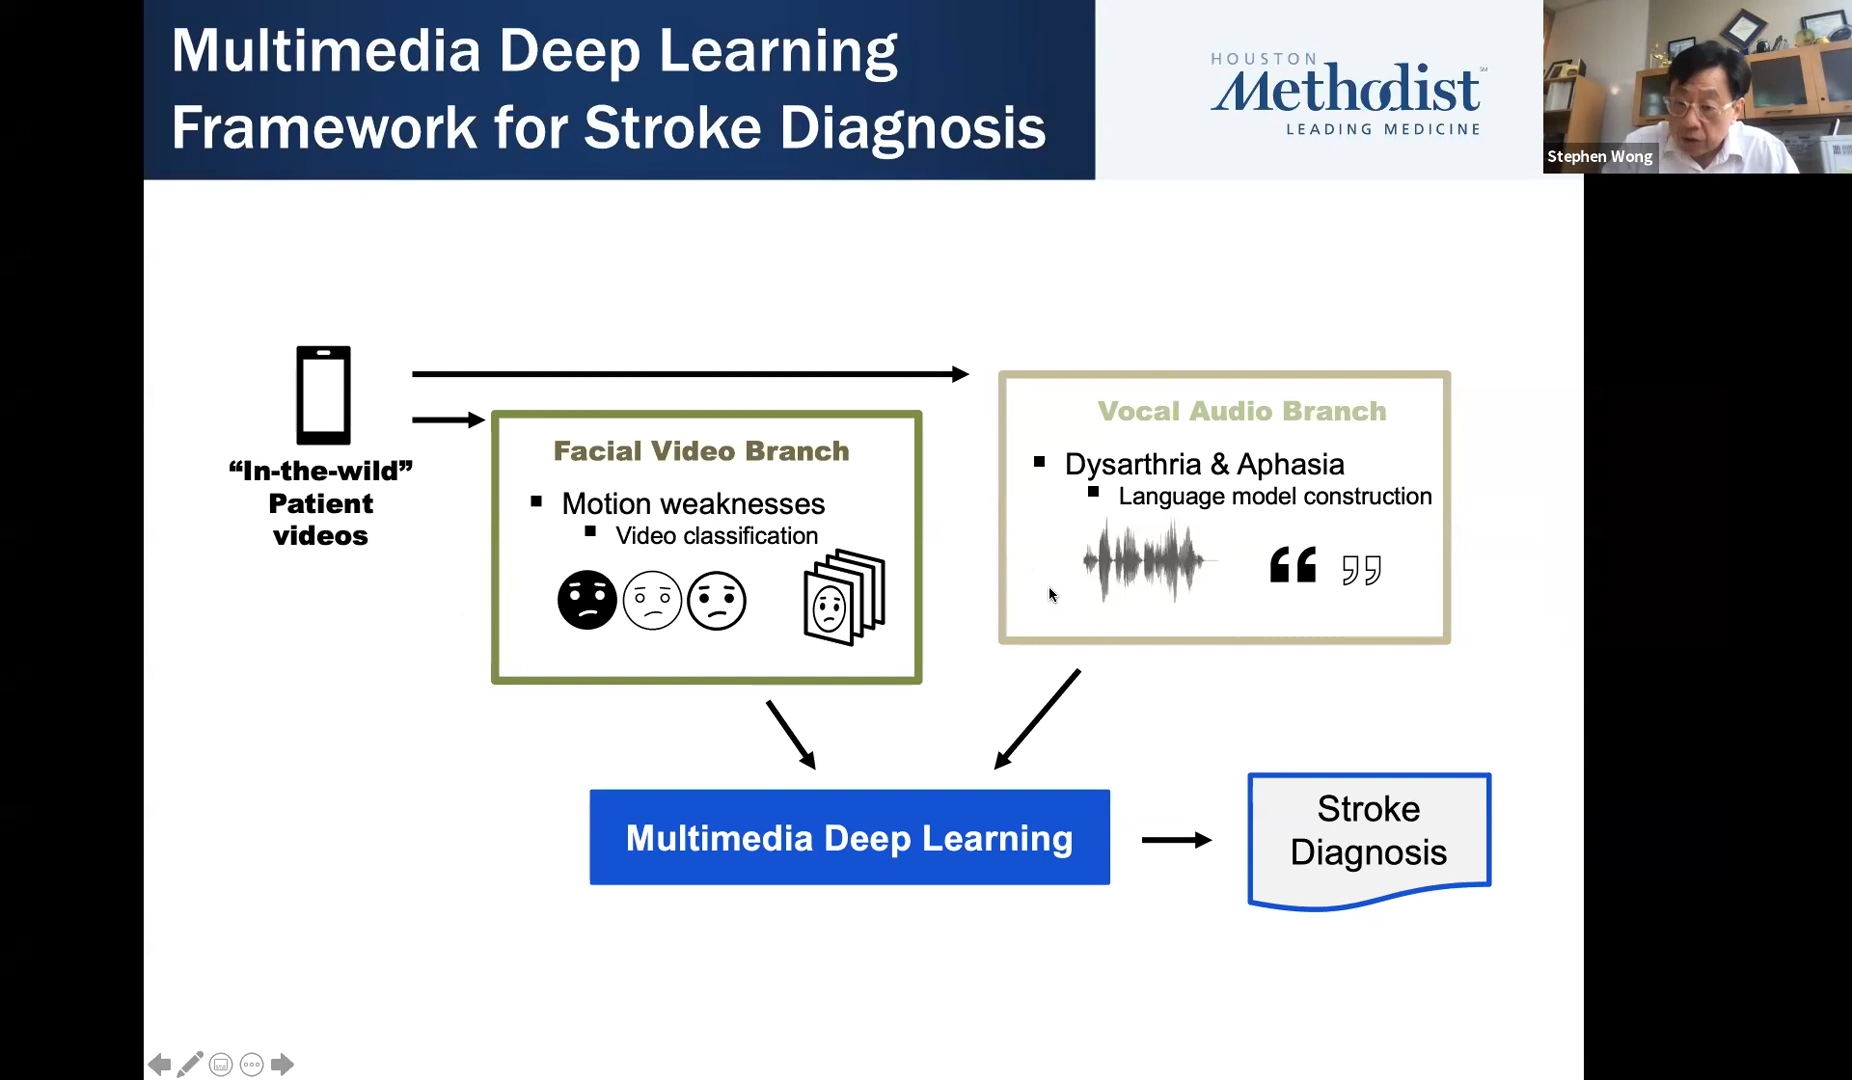 Multimedia Deep Learning
Framework for Stroke Diagnosis
HOUSTON
Methodist
LEADING MEDICINE
Stephen Wong
"In-the-wild"
Patient
videos
Facial Video Branch
Motion weaknesses
Video classification
Vocal Audio Branch
Dysarthria & Aphasia
Language model construction
Multimedia Deep Learning
Stroke
Diagnosis